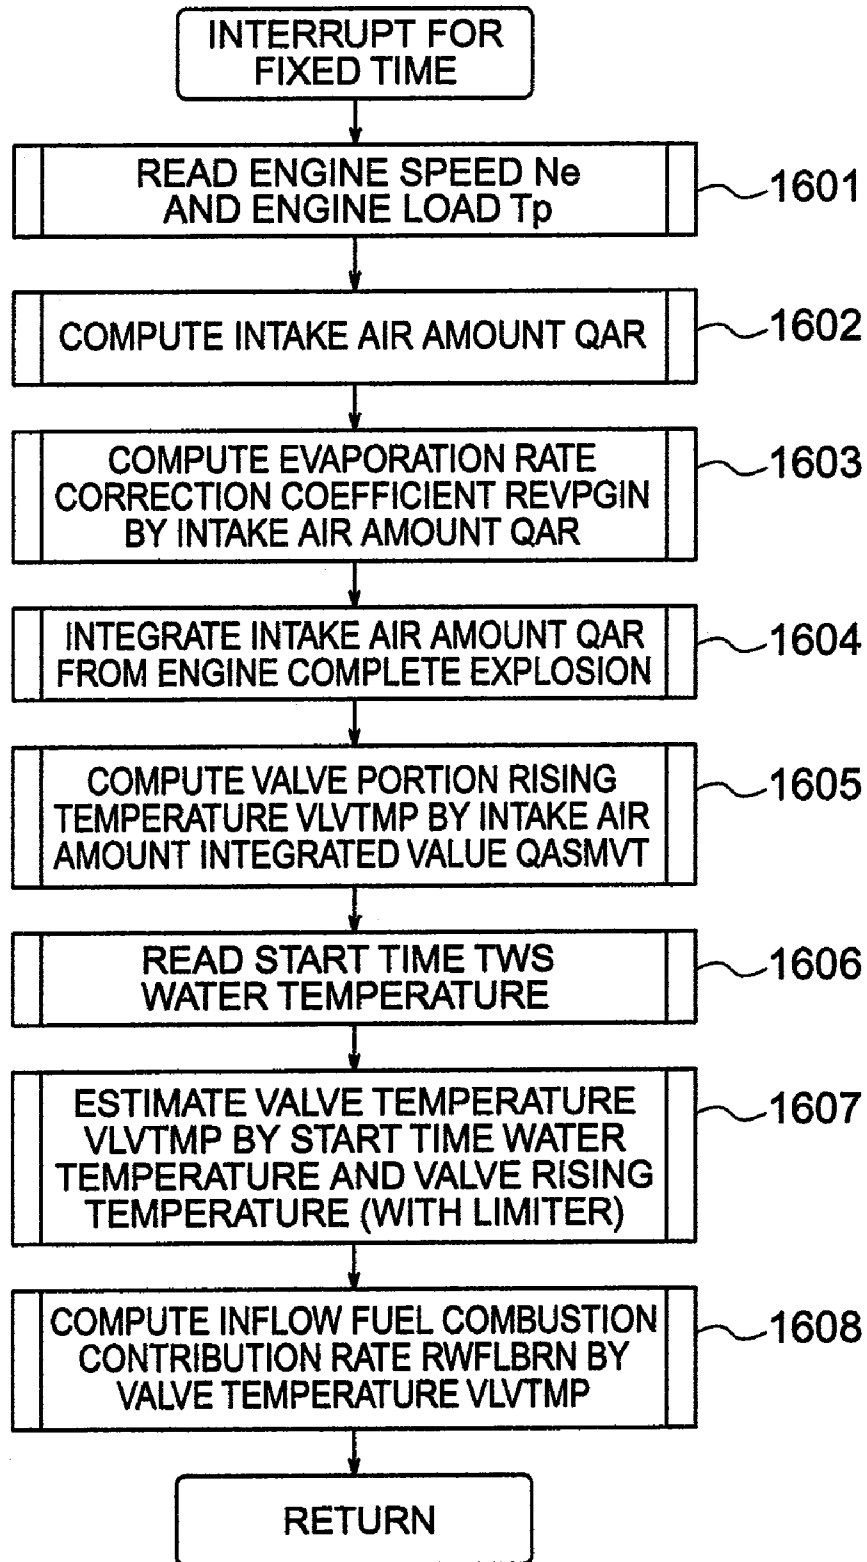 INTERRUPT FOR
FIXED TIME
READ ENGINE SPEED Ne
AND ENGINE LOAD Tp
1601
COMPUTE INTAKE AIR AMOUNT QAR
1602
COMPUTE EVAPORATION RATE
CORRECTION COEFFICIENT REVPGIN
BY INTAKE AIR AMOUNT QAR
1603
INTEGRATE INTAKE AIR AMOUNT QAR
FROM ENGINE COMPLETE EXPLOSION
1604
COMPUTE VALVE PORTION RISING
TEMPERATURE VLVTMP BY INTAKE AIR
AMOUNT INTEGRATED VALUE QASMVT
1605
READ START TIME TWS
WATER TEMPERATURE
1606
ESTIMATE VALVE TEMPERATURE
VLVTMP BY START TIME WATER
TEMPERATURE AND VALVE RISING
TEMPERATURE (WITH LIMITER)
1607
COMPUTE INFLOW FUEL COMBUSTION
CONTRIBUTION RATE RWFLBRN BY
VALVE TEMPERATURE VLVTMP
1608
RETURN